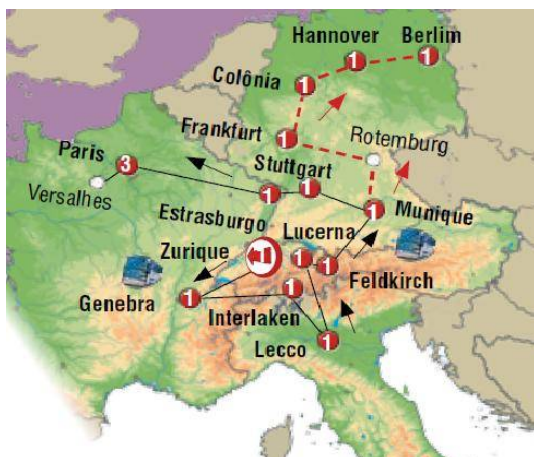 Hannover
Berlim
1
1
Colônia
1
Frankfurt
1
Rotemburg
Paris
3
Stuttgart
1
1
Versalhes
Munique
1
Estrasburgo
Lucerna
Zurique
1
1
1
Feldkirch
Genebra
1
1
Interlaken
Lecco
1